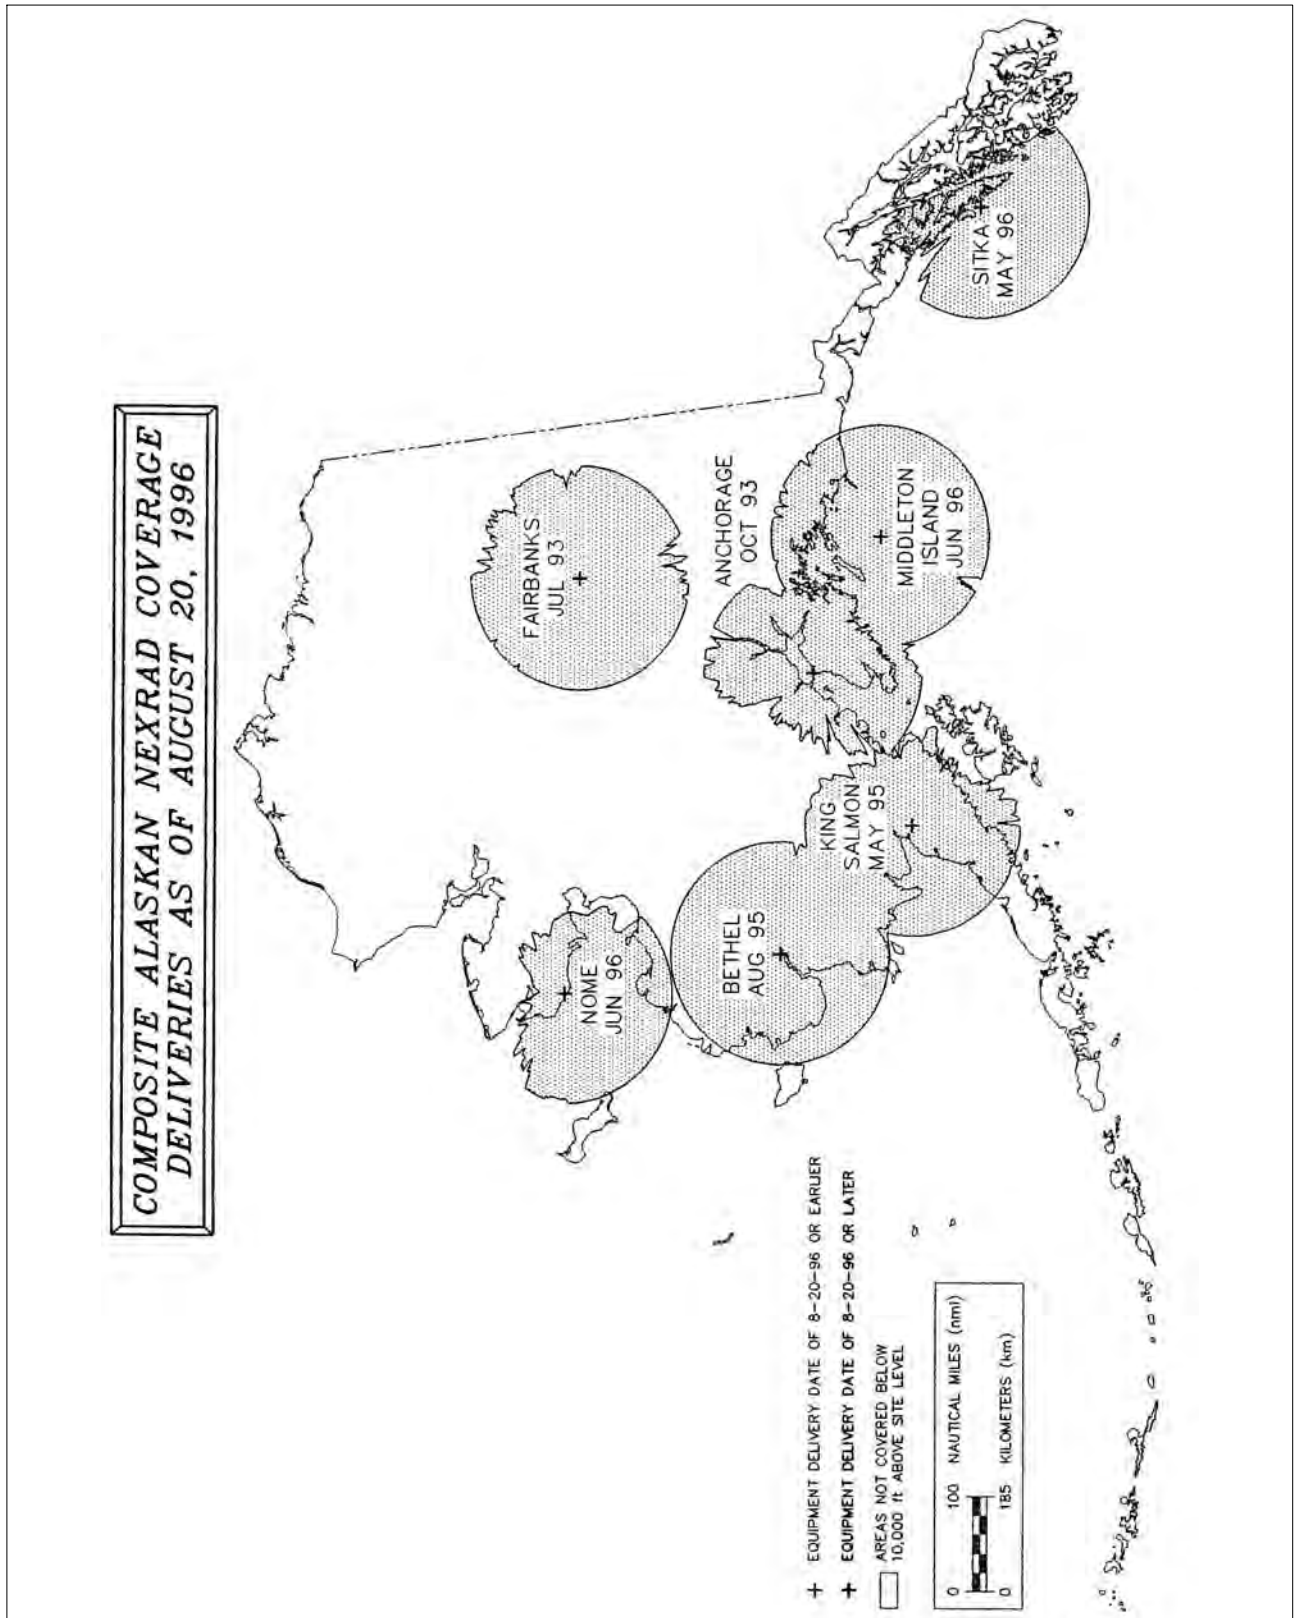 COMPOSITE ALASKAN NEXRAD COVERAGE
DELIVERIES AS OF AUGUST 20, 1996
FAIRBANKS
JUL 93
ANCHORAGE
OCT 93
MIDDLETON
ISLAND
JUN 96
SITKA
MAY 96
NOME
JUN 96
BETHEL
AUG 95
KING
SALMON
MAY 95
EQUIPMENT DELIVERY DATE OF 8-20-96 OR EARLIER
EQUIPMENT DELIVERY DATE OF 8-20-96 OR LATER
AREAS NOT COVERED BELOW
10,000 ft ABOVE SITE LEVEL
0 100 NAUTICAL MILES (nmi)
0 185 KILOMETERS (km)